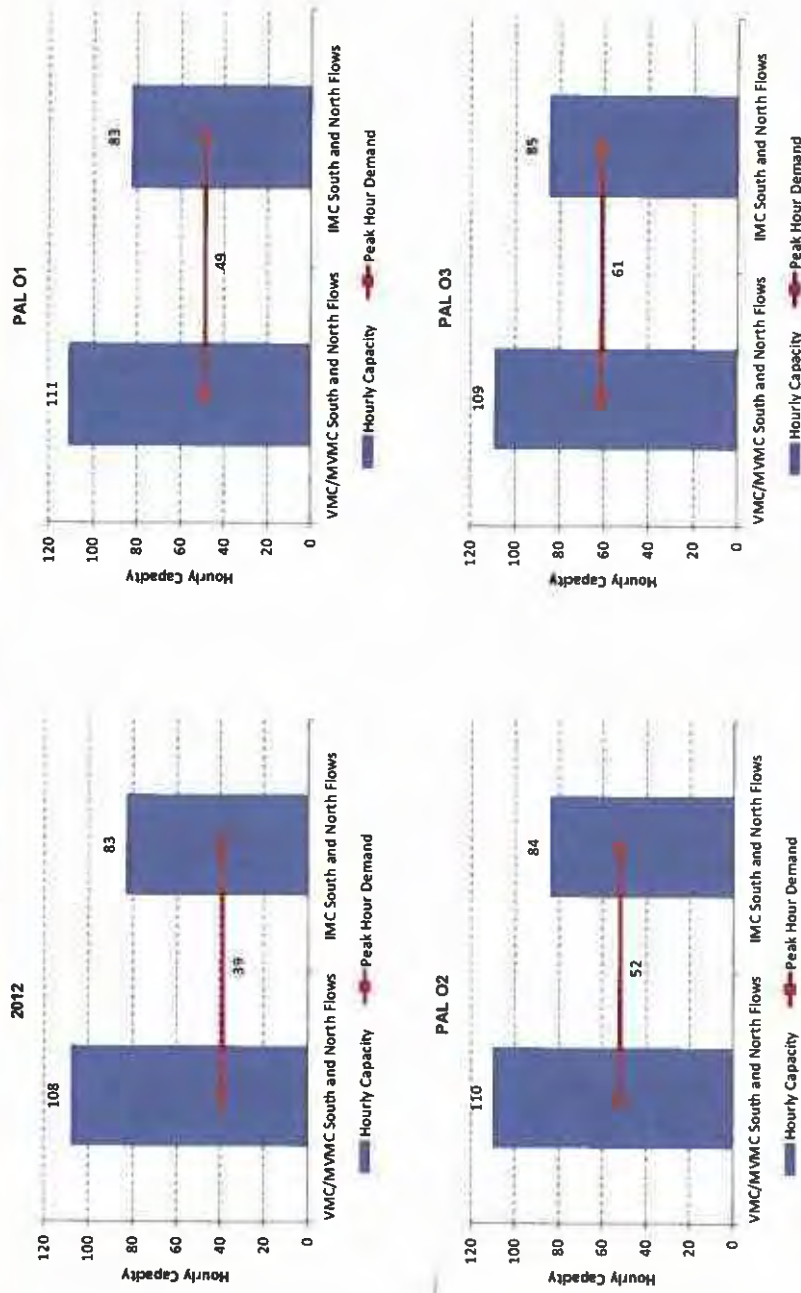 2012
Hourly Capacity
120
100
80
60
40
20
0
108
83
39
VMC/MVMC South and North Flows
IMC South and North Flows
Hourly Capacity
Peak Hour Demand
PAL O1
Hourly Capacity
120
100
80
60
40
20
0
111
83
49
VMC/MVMC South and North Flows
IMC South and North Flows
Hourly Capacity
Peak Hour Demand
PAL O2
Hourly Capacity
120
100
80
60
40
20
0
110
84
52
VMC/MVMC South and North Flows
IMC South and North Flows
Hourly Capacity
Peak Hour Demand
PAL O3
Hourly Capacity
120
100
80
60
40
20
0
109
85
61
VMC/MVMC South and North Flows
IMC South and North Flows
Hourly Capacity
Peak Hour Demand